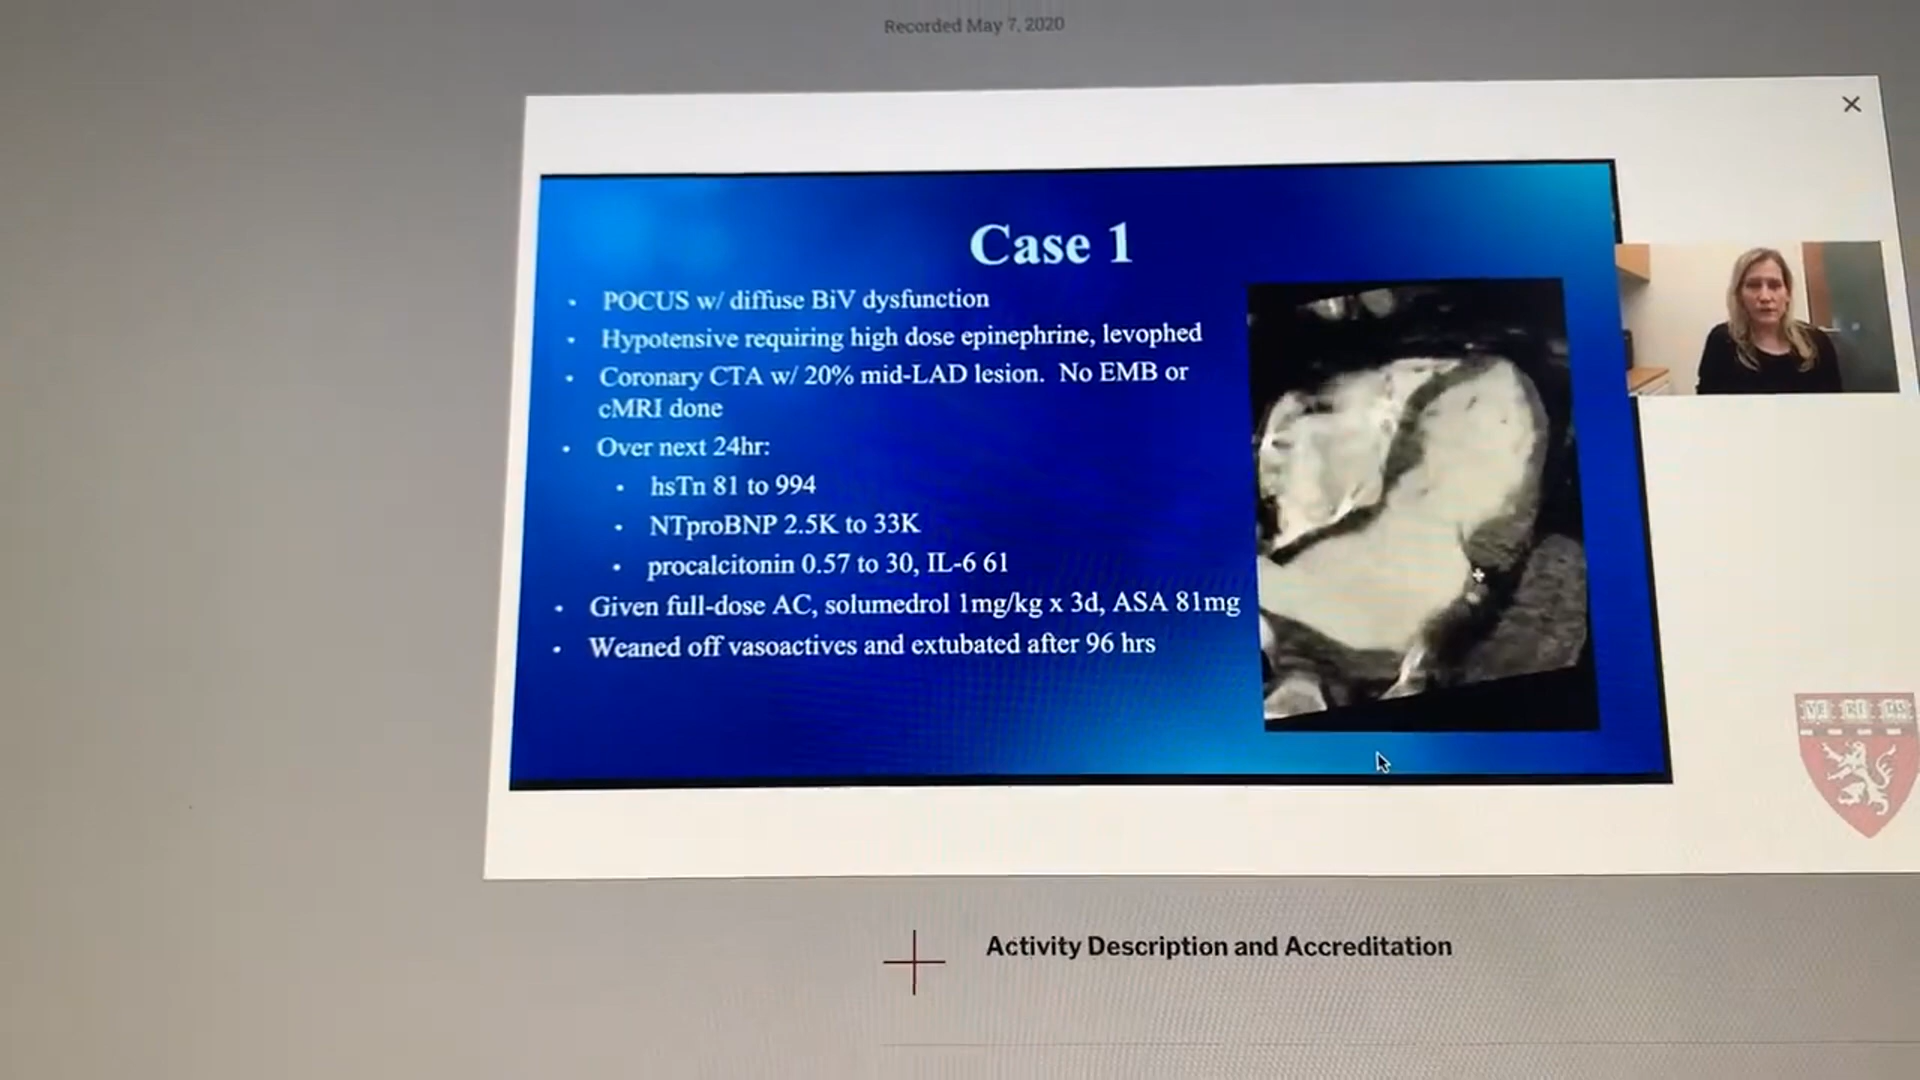 Recorded May 7, 2020
Case 1
• POCUS w/ diffuse BiV dysfunction
• Hypotensive requiring high dose epinephrine, levophed
• Coronary CTA w/ 20% mid-LAD lesion. No EMB or
cMRI done
• Over next 24hr:
• hsTn 81 to 994
• NTproBNP 2.5K to 33K
• procalcitonin 0.57 to 30, IL-6 61
• Given full-dose AC, solumedrol 1mg/kg x 3d, ASA 81mg
• Weaned off vasoactives and extubated after 96 hrs
VE RI TAS
Activity Description and Accreditation